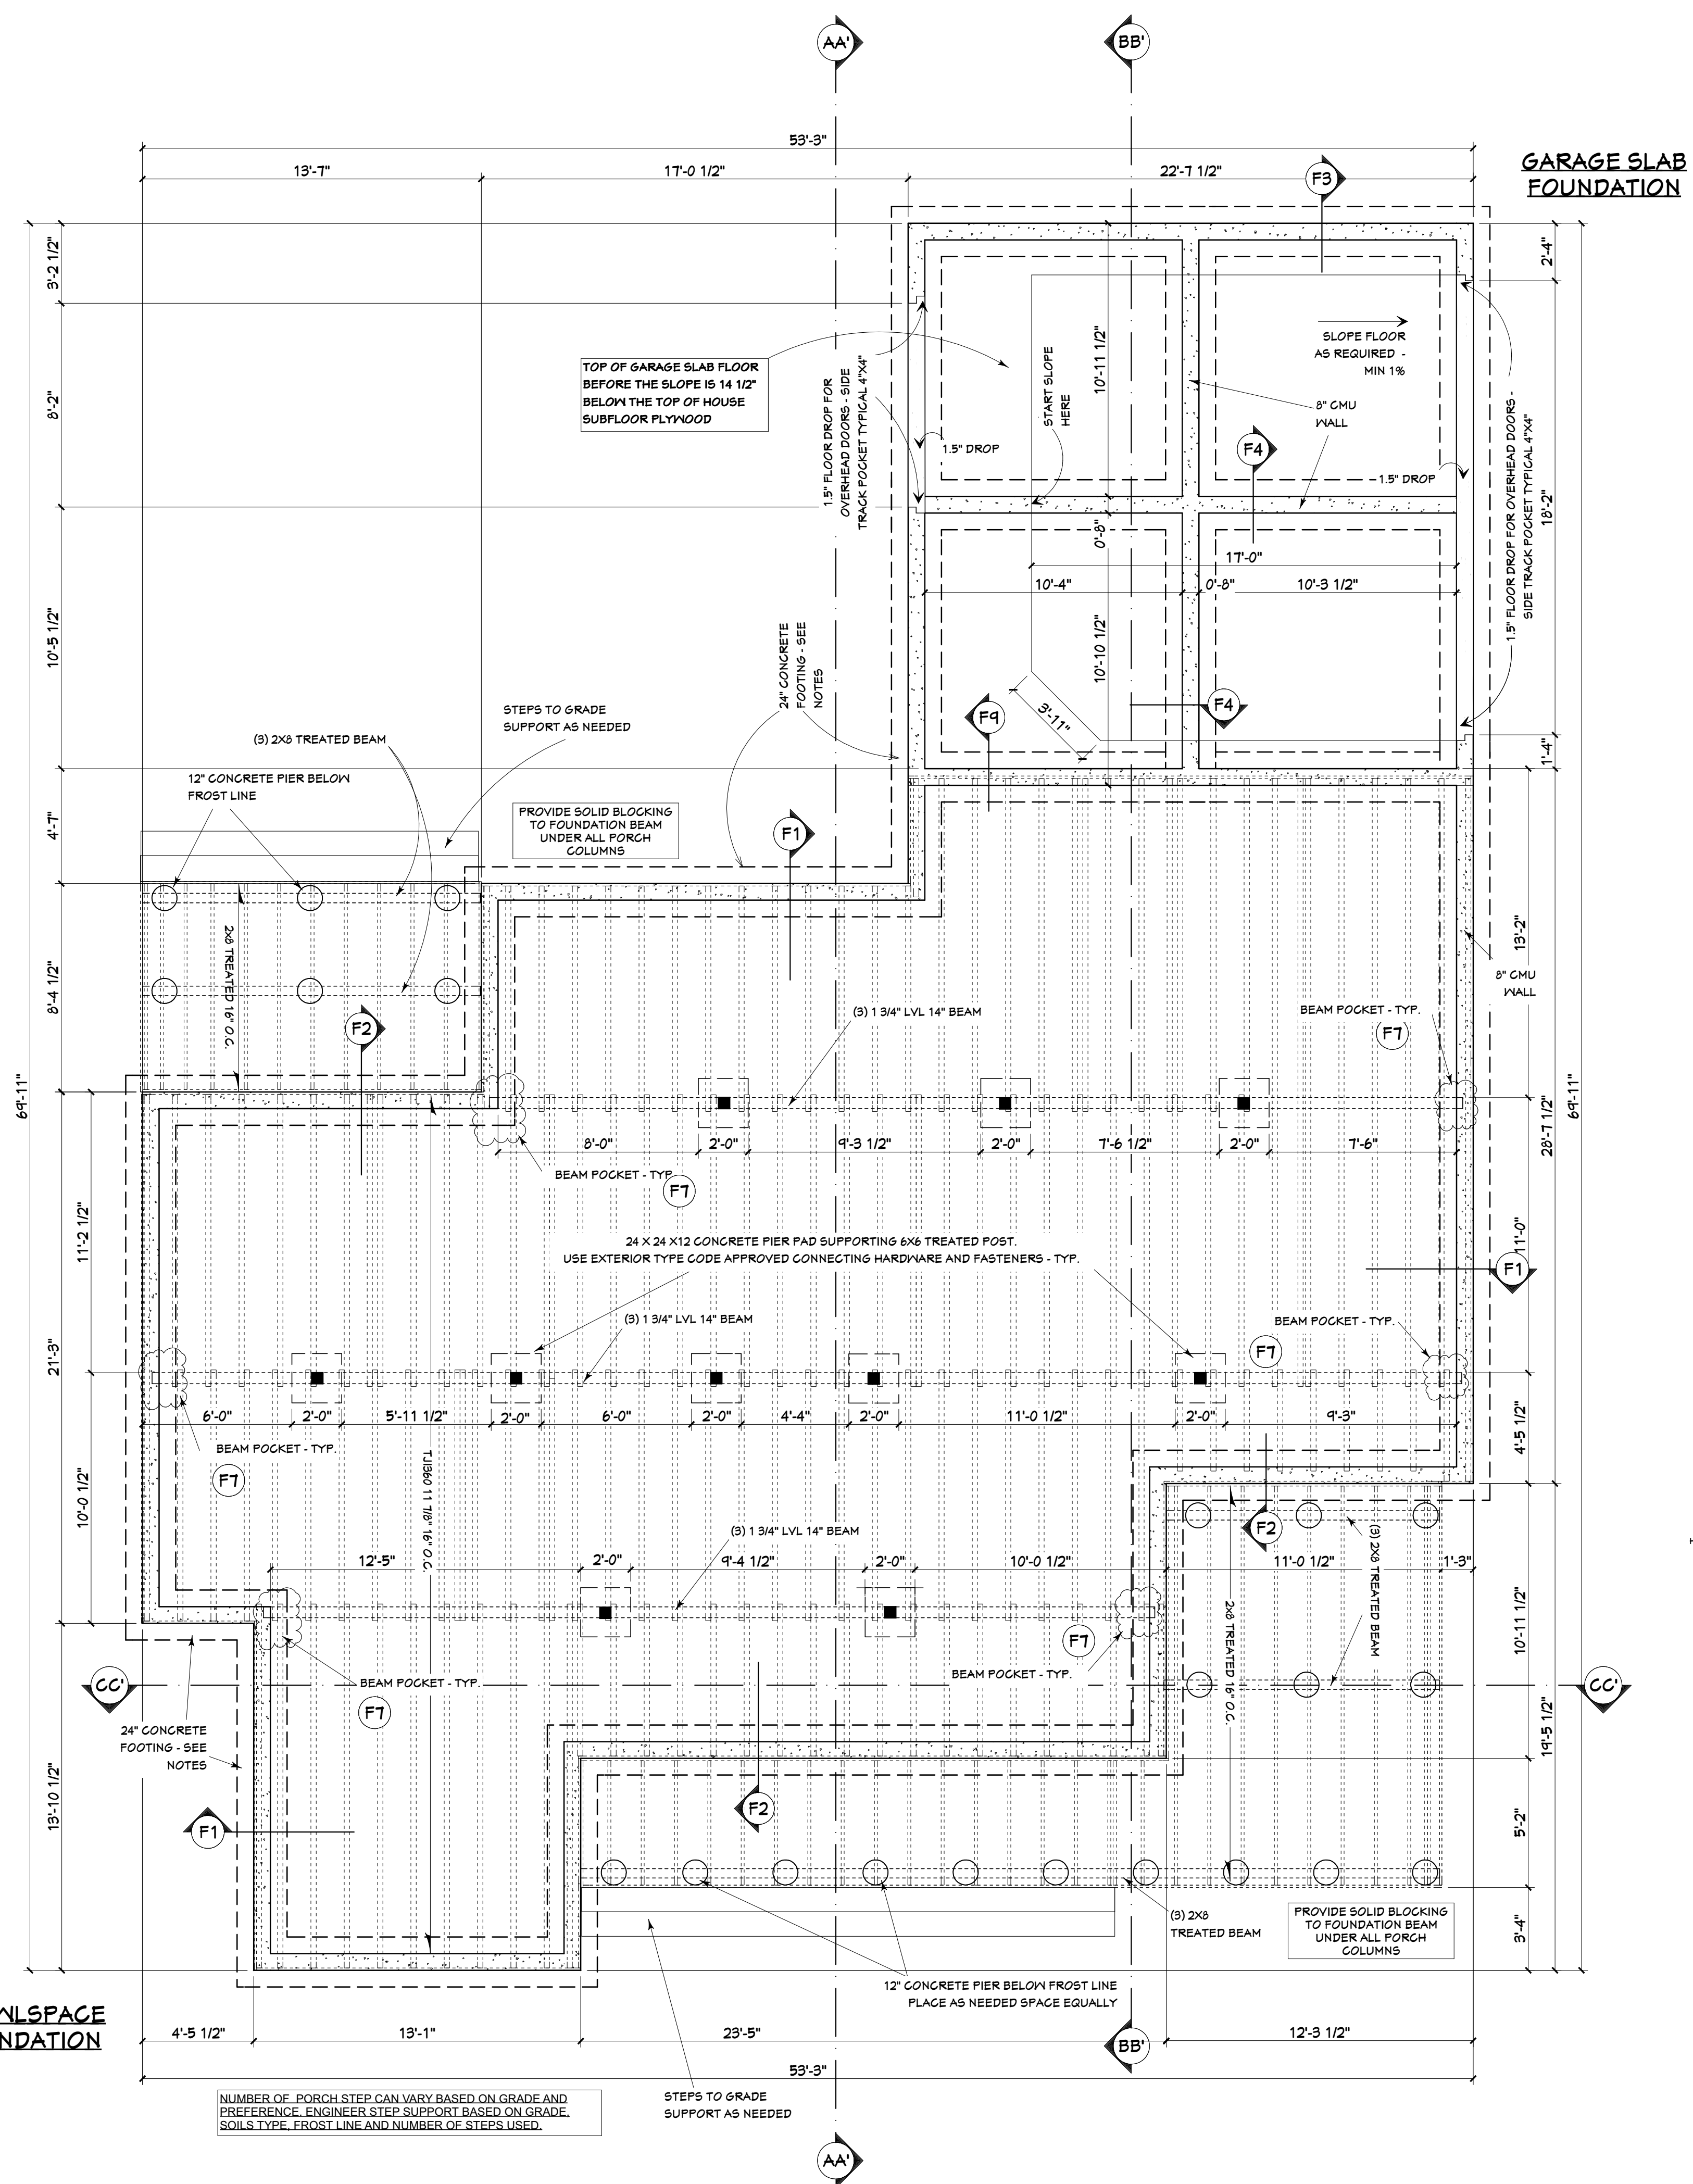 AA'
BB'
53'-3"
13'-7"
17'-0 1/2"
22'-7 1/2"
F3
GARAGE SLAB
FOUNDATION
3'-2 1/2"
8'-2"
10'-5 1/2"
4'-7"
8'-4 1/2"
69'-11"
11'-2 1/2"
21'-3"
10'-0 1/2"
13'-10 1/2"
2'-4"
18'-2"
1'-4"
13'-2"
28'-7 1/2"
69'-11"
11'-0"
4'-5 1/2"
10'-11 1/2"
19'-5 1/2"
5'-2"
3'-4"
TOP OF GARAGE SLAB FLOOR
BEFORE THE SLOPE IS 14 1/2"
BELOW THE TOP OF HOUSE
SUBFLOOR PLYWOOD
1.5" FLOOR DROP FOR
OVERHEAD DOORS - SIDE
TRACK POCKET TYPICAL 4"X4"
1.5" DROP
START SLOPE
HERE
10'-11 1/2"
SLOPE FLOOR
AS REQUIRED -
MIN 1%
8" CMU
WALL
F4
1.5" DROP
1.5" FLOOR DROP FOR OVERHEAD DOORS -
SIDE TRACK POCKET TYPICAL 4"X4"
0'-8"
17'-0"
10'-4"
0'-8"
10'-3 1/2"
10'-10 1/2"
3'-11"
F9
F4
24" CONCRETE
FOOTING - SEE
NOTES
STEPS TO GRADE
SUPPORT AS NEEDED
(3) 2X8 TREATED BEAM
12" CONCRETE PIER BELOW
FROST LINE
PROVIDE SOLID BLOCKING
TO FOUNDATION BEAM
UNDER ALL PORCH
COLUMNS
F1
2X8 TREATED 16" O.C.
F2
8" CMU
WALL
(3) 1 3/4" LVL 14" BEAM
BEAM POCKET - TYP.
F7
8'-0"
2'-0"
9'-3 1/2"
2'-0"
7'-6 1/2"
2'-0"
7'-6"
BEAM POCKET - TYP.
F7
24 X 24 X12 CONCRETE PIER PAD SUPPORTING 6X6 TREATED POST.
USE EXTERIOR TYPE CODE APPROVED CONNECTING HARDWARE AND FASTENERS - TYP.
F1
(3) 1 3/4" LVL 14" BEAM
BEAM POCKET - TYP.
F7
6'-0"
2'-0"
5'-11 1/2"
2'-0"
6'-0"
2'-0"
4'-4"
2'-0"
11'-0 1/2"
2'-0"
9'-3"
BEAM POCKET - TYP.
F7
TJI360 11 7/8" 16" O.C.
(3) 1 3/4" LVL 14" BEAM
F2
12'-5"
2'-0"
9'-4 1/2"
2'-0"
10'-0 1/2"
11'-0 1/2"
1'-3"
(3) 2X8 TREATED BEAM
2x8 TREATED 16" O.C.
F7
BEAM POCKET - TYP.
BEAM POCKET - TYP.
F7
CC'
CC'
24" CONCRETE
FOOTING - SEE
NOTES
F1
F2
(3) 2X8
TREATED BEAM
PROVIDE SOLID BLOCKING
TO FOUNDATION BEAM
UNDER ALL PORCH
COLUMNS
12" CONCRETE PIER BELOW FROST LINE
PLACE AS NEEDED SPACE EQUALLY
WLSPACE
NDATION
4'-5 1/2"
13'-1"
23'-5"
BB'
12'-3 1/2"
53'-3"
NUMBER OF PORCH STEP CAN VARY BASED ON GRADE AND
PREFERENCE. ENGINEER STEP SUPPORT BASED ON GRADE,
SOILS TYPE, FROST LINE AND NUMBER OF STEPS USED.
STEPS TO GRADE
SUPPORT AS NEEDED
AA'